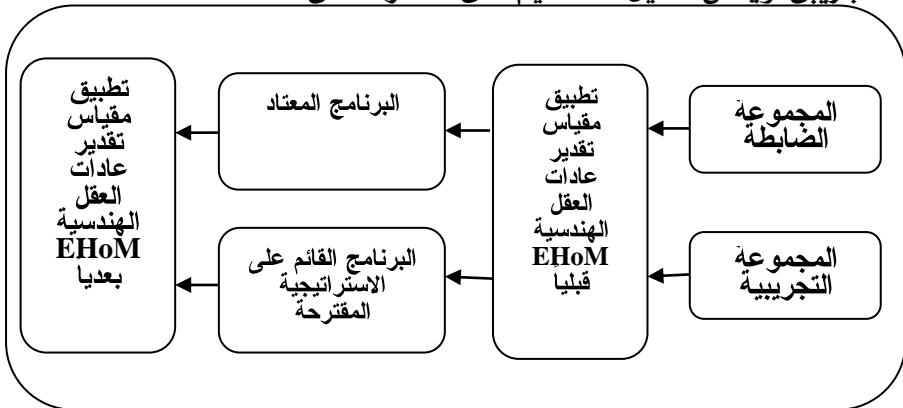 المجموعة
الضابطة
المجموعة
التجريبية
تطبيق
مقياس
تقدير
عادات
العقل
الهندسية
EHoM
قبلياً
البرنامج المعتاد
البرنامج القائم على
الاستراتيجية
المقترحة
تطبيق
مقياس
تقدير
عادات
العقل
الهندسية
EHoM
بعدياً